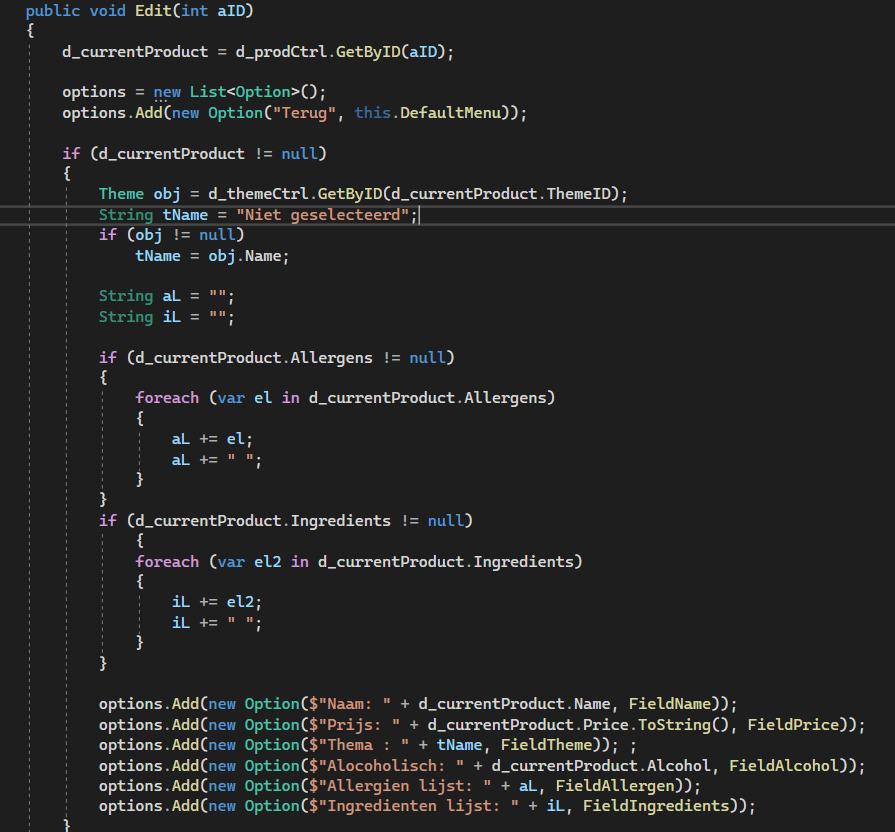 public void Edit(int aID)
{
    d_currentProduct = d_prodCtrl.GetByID(aID);

    options = new List<Option>();
    options.Add(new Option("Terug", this.DefaultMenu));

    if (d_currentProduct != null)
    {
        Theme obj = d_themeCtrl.GetByID(d_currentProduct.ThemeID);
        String tName = "Niet geselecteerd";
        if (obj != null)
            tName = obj.Name;

        String aL = "";
        String iL = "";

        if (d_currentProduct.Allergens != null)
        {
            foreach (var el in d_currentProduct.Allergens)
            {
                aL += el;
                aL += " ";
            }
        }
        if (d_currentProduct.Ingredients != null)
            {
            foreach (var el2 in d_currentProduct.Ingredients)
            {
                iL += el2;
                iL += " ";
            }
        }

        options.Add(new Option($"Naam: " + d_currentProduct.Name, FieldName));
        options.Add(new Option($"Prijs: " + d_currentProduct.Price.ToString(), FieldPrice));
        options.Add(new Option($"Thema : " + tName, FieldTheme)); ;
        options.Add(new Option($"Alocoholisch: " + d_currentProduct.Alcohol, FieldAlcohol));
        options.Add(new Option($"Allergien lijst: " + aL, FieldAllergen));
        options.Add(new Option($"Ingredienten lijst: " + iL, FieldIngredients));
    }